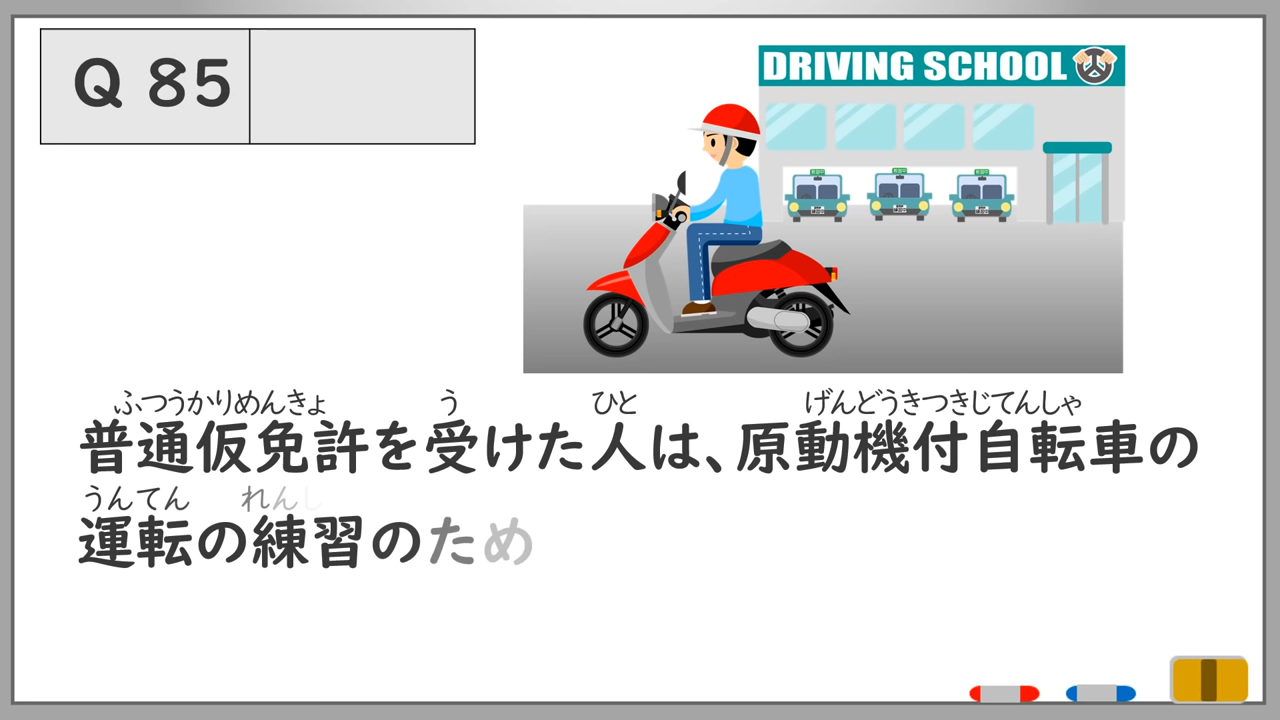 Q 85
DRIVING SCHOOL
ふつうかりめんきょ う ひと げんどうきつきじてんしゃ
普通仮免許を受けた人は、原動機付自転車の
うんてん れんし
運転の練習のため